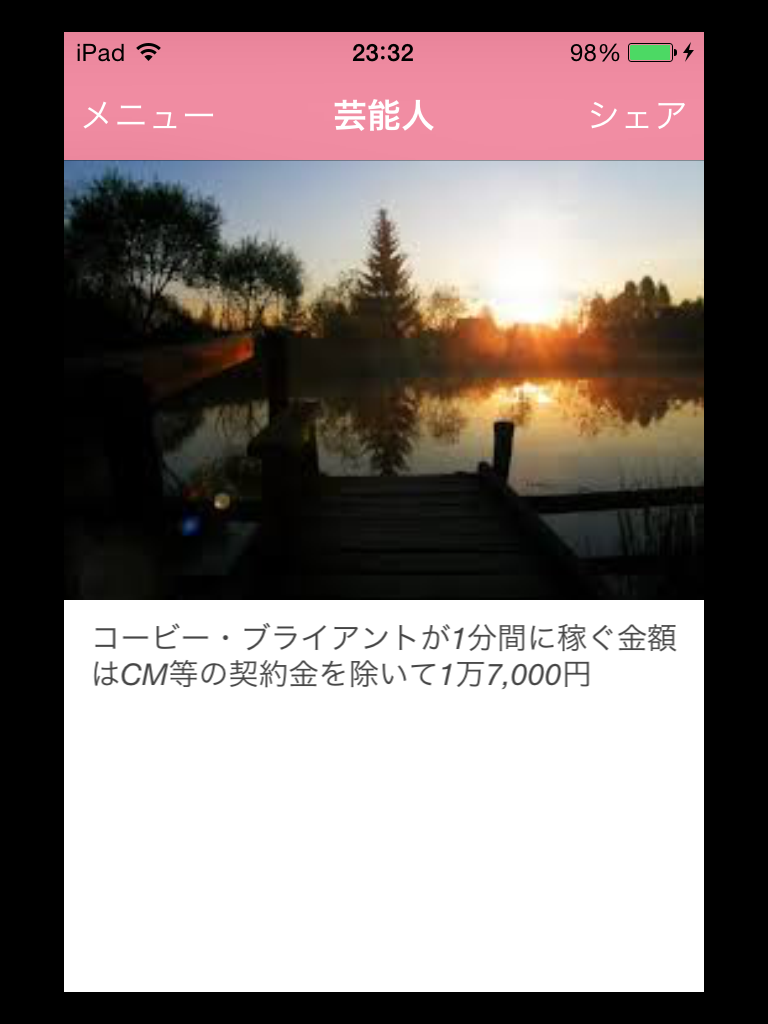 iPad 23:32 98%
メニュー 芸能人 シェア
コービー・ブライアントが1分間に稼ぐ金額
はCM等の契約金を除いて1万7,000円